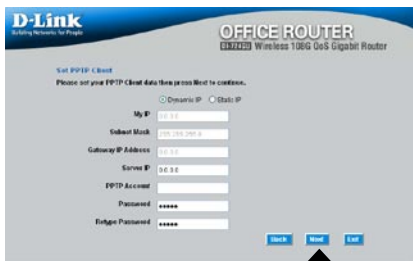 D-Link
Building Networks for People
OFFICE ROUTER
Wireless 108G QoS Gigabit Router
Set PPTP Client
Please set your PPTP Client data then press Next to continue.
Dynamic IP Static IP
My IP 0.0.0.0
Subnet Mask 255.255.255.0
Gateway IP Address 0.0.0.0
Server IP 0.0.0.0
PPTP Account
Password •••••
Retype Password •••••
Back Next Exit